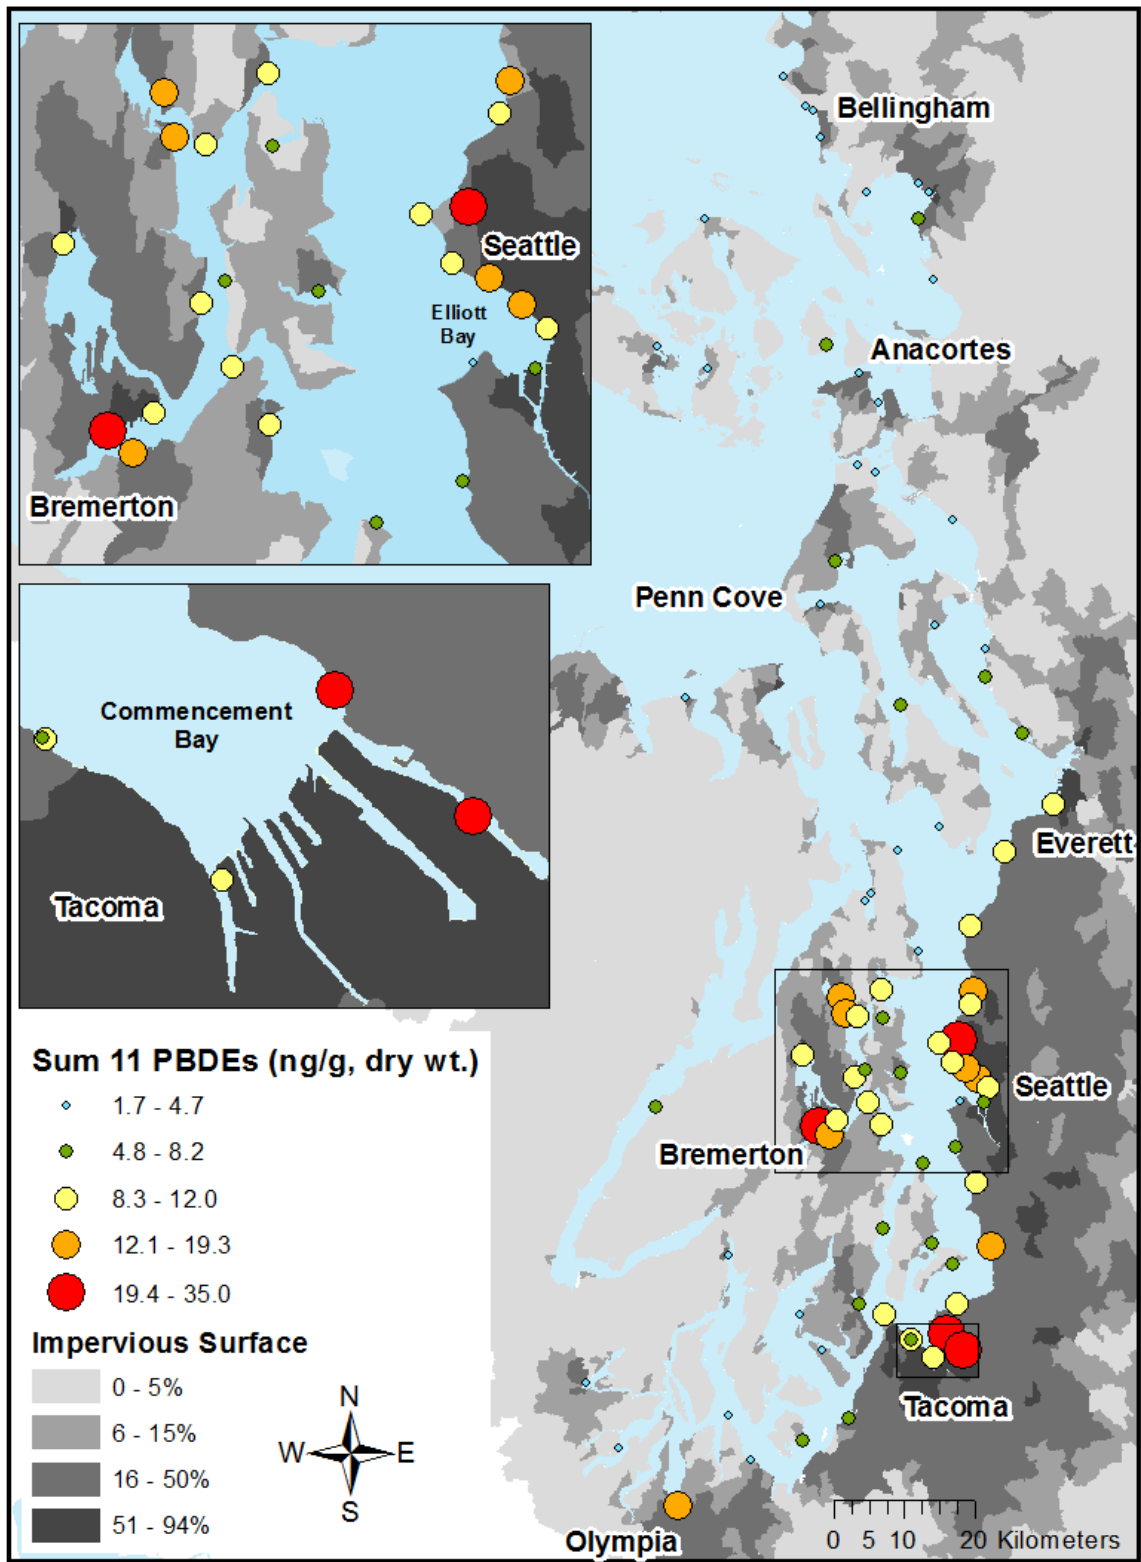 Bellingham
Seattle
Elliott
Bay
Anacortes
Bremerton
Penn Cove
Commencement
Bay
Tacoma
Everett
Sum 11 PBDEs (ng/g, dry wt.)
1.7 - 4.7
4.8 - 8.2
8.3 - 12.0
12.1 - 19.3
19.4 - 35.0
Seattle
Bremerton
Impervious Surface
0 - 5%
6 - 15%
16 - 50%
51 - 94%
N
W E
S
Tacoma
Olympia
0 5 10 20 Kilometers